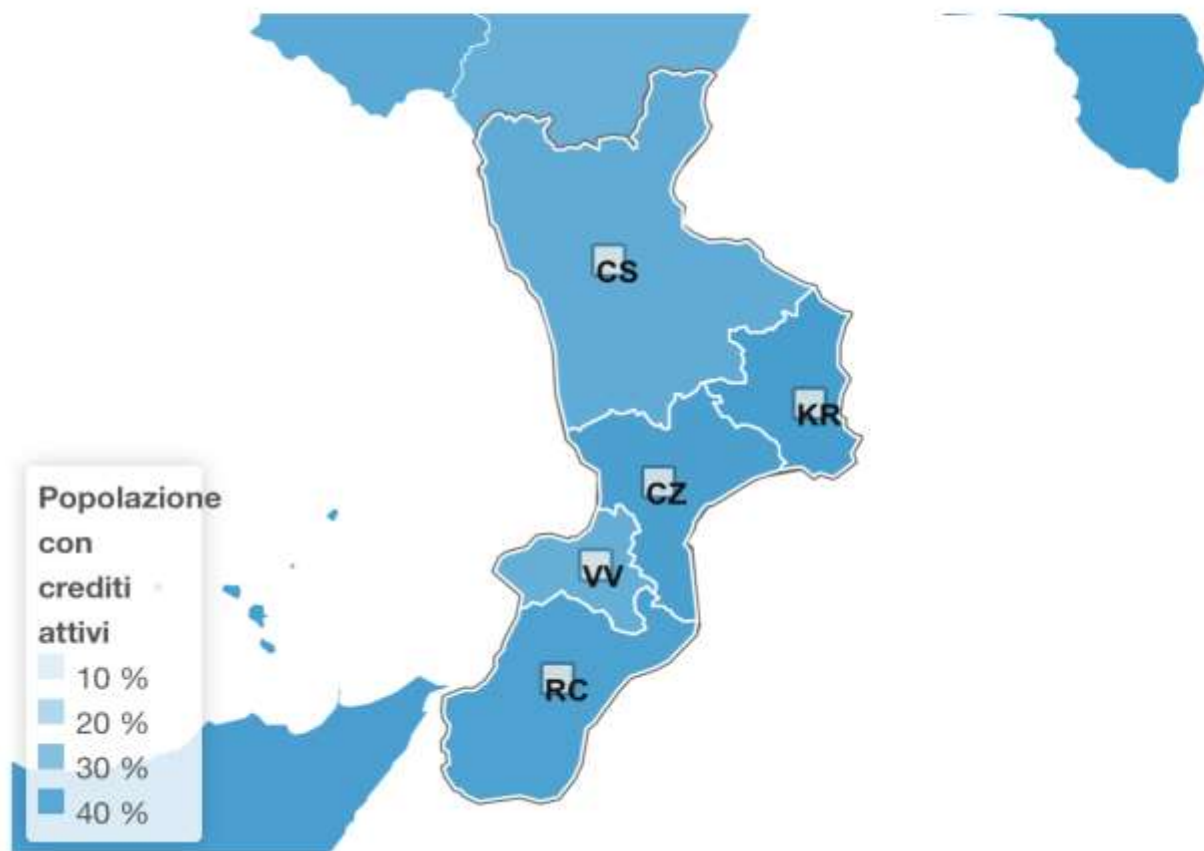 CS
KR
CZ
VV
RC
Popolazione
con
crediti
attivi
10 %
20 %
30 %
40 %